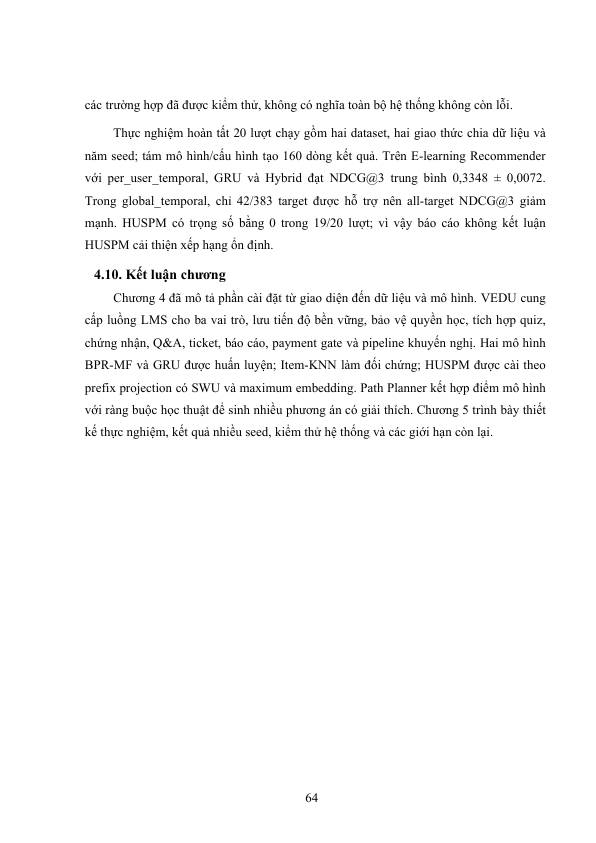 các trường hợp đã được kiểm thử, không có nghĩa toàn bộ hệ thống không còn lỗi.
Thực nghiệm hoàn tất 20 lượt chạy gồm hai dataset, hai giao thức chia dữ liệu và
năm seed; tám mô hình/cấu hình tạo 160 dòng kết quả. Trên E-learning Recommender
với per_user_temporal, GRU và Hybrid đạt NDCG@3 trung bình 0,3348 ± 0,0072.
Trong global_temporal, chỉ 42/383 target được hỗ trợ nên all-target NDCG@3 giảm
mạnh. HUSPM có trọng số bằng 0 trong 19/20 lượt; vì vậy báo cáo không kết luận
HUSPM cải thiện xếp hạng ổn định.
4.10. Kết luận chương
Chương 4 đã mô tả phần cài đặt từ giao diện đến dữ liệu và mô hình. VEDU cung
cấp luồng LMS cho ba vai trò, lưu tiến độ bền vững, bảo vệ quyền học, tích hợp quiz,
chứng nhận, Q&A, ticket, báo cáo, payment gate và pipeline khuyến nghị. Hai mô hình
BPR-MF và GRU được huấn luyện; Item-KNN làm đối chứng; HUSPM được cài theo
prefix projection có SWU và maximum embedding. Path Planner kết hợp điểm mô hình
với ràng buộc học thuật để sinh nhiều phương án có giải thích. Chương 5 trình bày thiết
kế thực nghiệm, kết quả nhiều seed, kiểm thử hệ thống và các giới hạn còn lại.
64